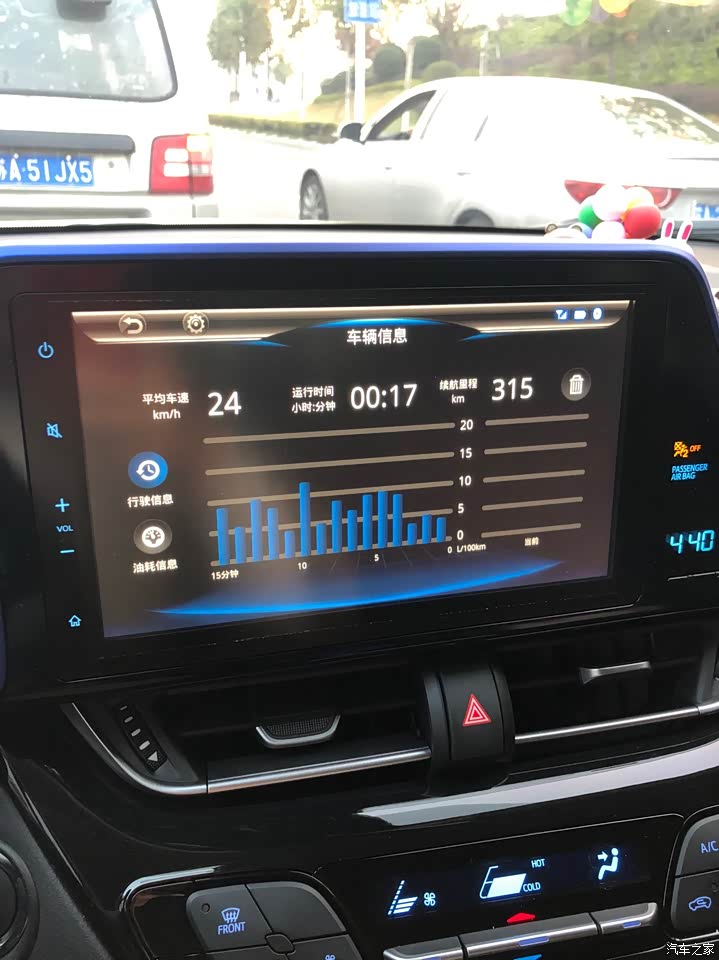 A·51JX5
车辆信息
平均车速
km/h
24
运行时间
小时:分钟
00:17
续航里程
km
315
20
15
10
5
0
L/100km
当前
行驶信息
油耗信息
15分钟
10
5
0
VOL
OFF
PASSENGER
AIR BAG
4:40
HOT
COLD
FRONT
A/C
汽车之家